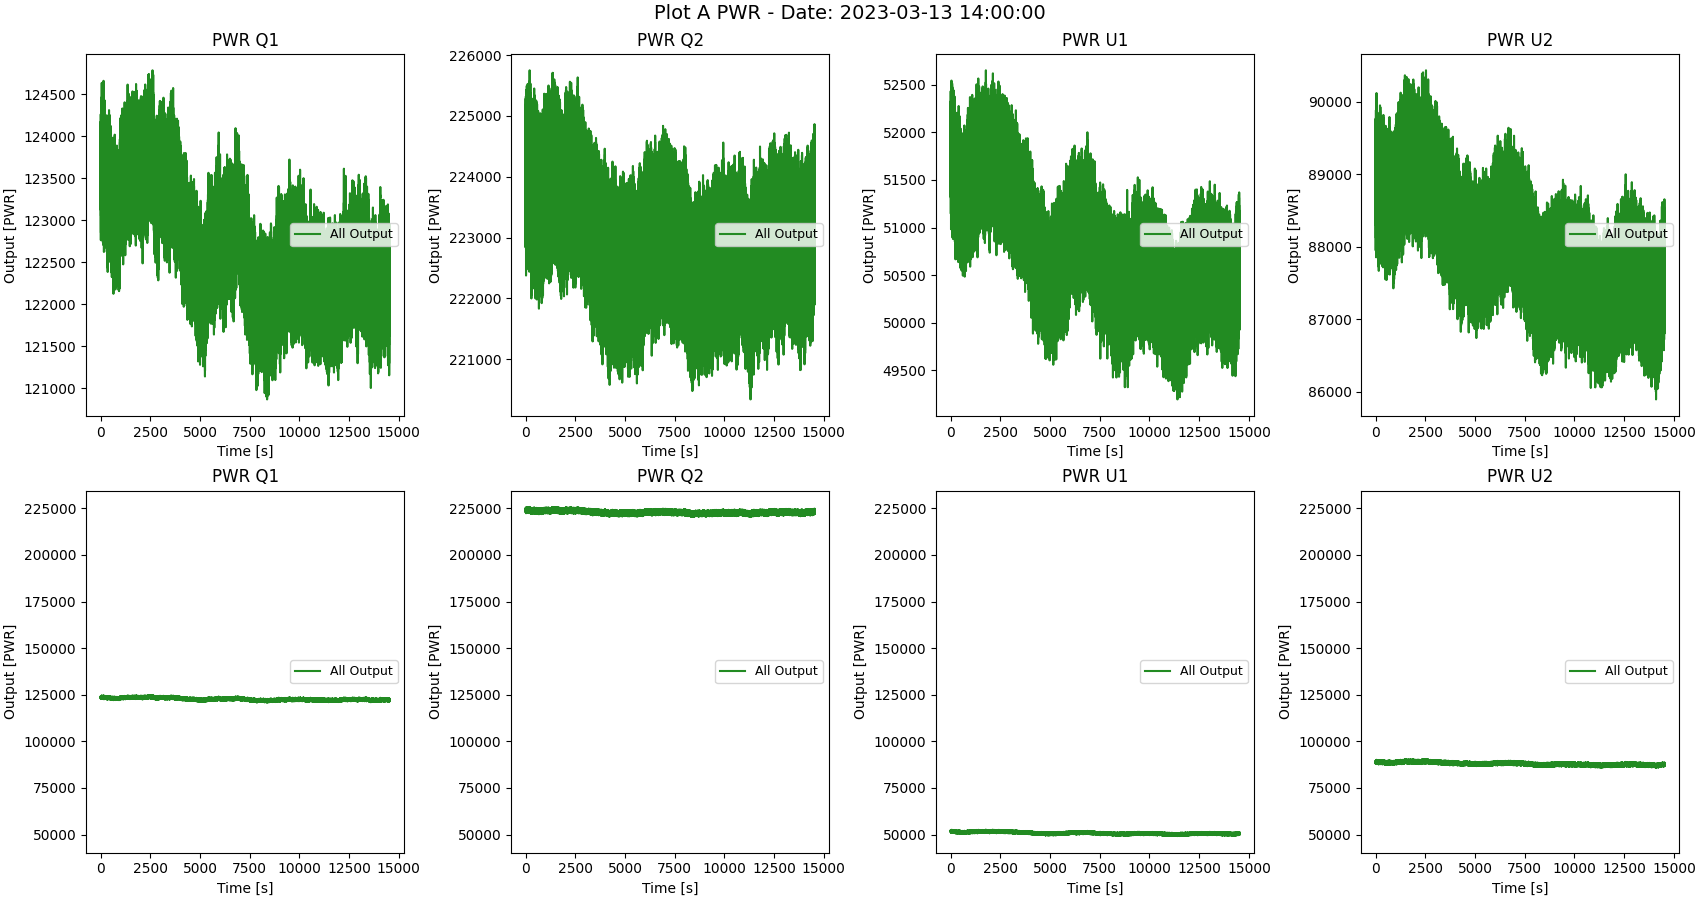 Plot A PWR - Date: 2023-03-13 14:00:00
PWR Q1
Output [PWR]
124500
124000
123500
123000
122500
122000
121500
121000
All Output
0 2500 5000 7500 10000 12500 15000
Time [s]
PWR Q2
Output [PWR]
226000
225000
224000
223000
222000
221000
All Output
0 2500 5000 7500 10000 12500 15000
Time [s]
PWR U1
Output [PWR]
52500
52000
51500
51000
50500
50000
49500
All Output
0 2500 5000 7500 10000 12500 15000
Time [s]
PWR U2
Output [PWR]
90000
89000
88000
87000
86000
All Output
0 2500 5000 7500 10000 12500 15000
Time [s]
PWR Q1
Output [PWR]
225000
200000
175000
150000
125000
100000
75000
50000
All Output
0 2500 5000 7500 10000 12500 15000
Time [s]
PWR Q2
Output [PWR]
225000
200000
175000
150000
125000
100000
75000
50000
All Output
0 2500 5000 7500 10000 12500 15000
Time [s]
PWR U1
Output [PWR]
225000
200000
175000
150000
125000
100000
75000
50000
All Output
0 2500 5000 7500 10000 12500 15000
Time [s]
PWR U2
Output [PWR]
225000
200000
175000
150000
125000
100000
75000
50000
All Output
0 2500 5000 7500 10000 12500 15000
Time [s]